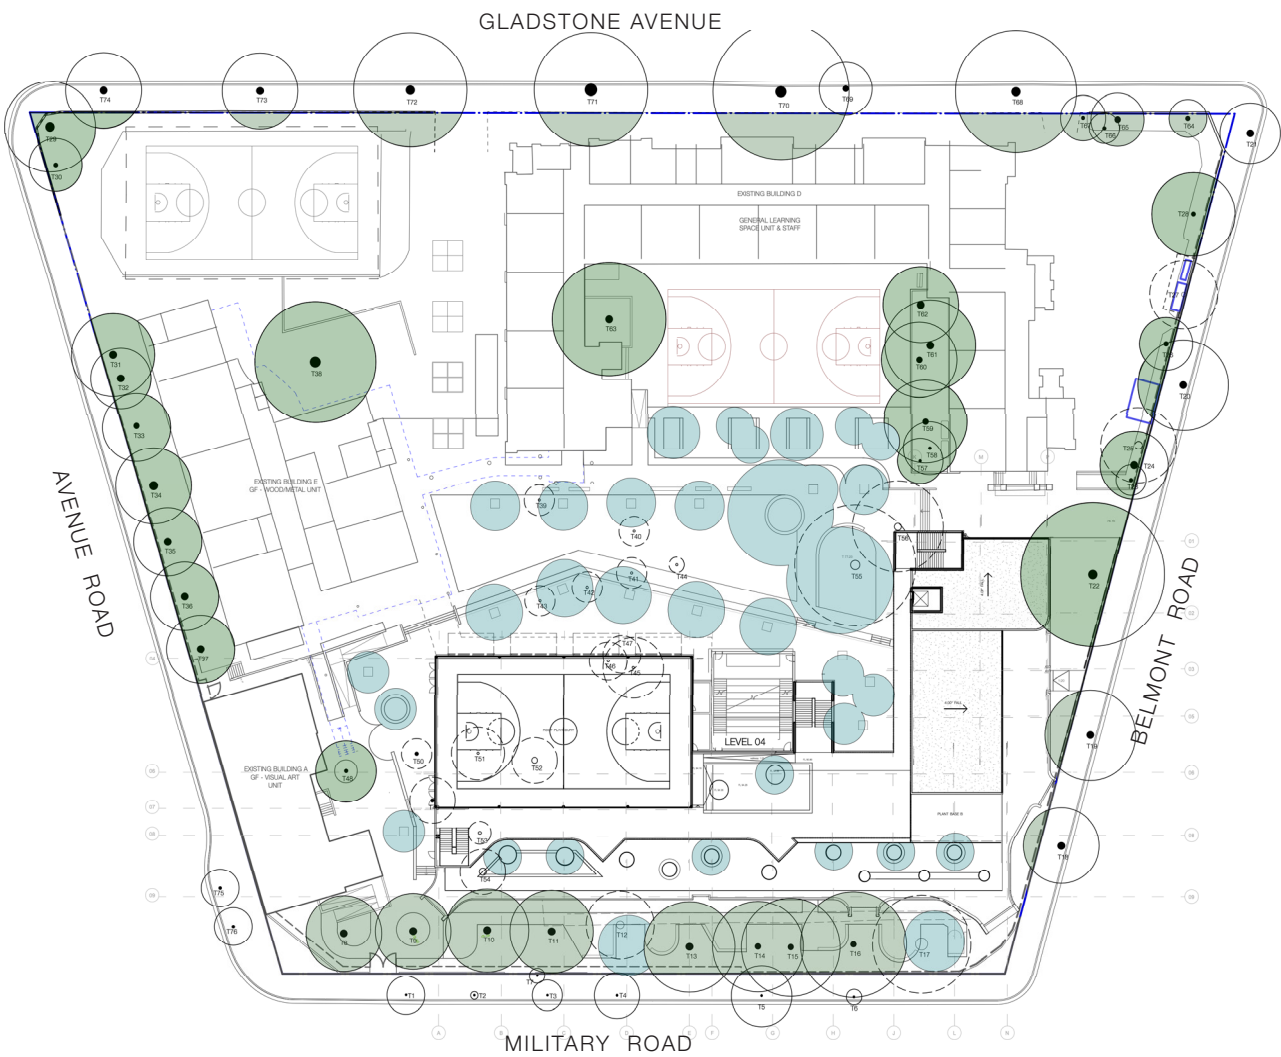 GLADSTONE AVENUE
T74
T73
T72
T71
T70
T69
T68
T67
T66
T65
T64
T21
T29
T30
EXISTING BUILDING D
GENERAL LEARNING
SPACE UNIT & STAFF
T28
T27
T63
T62
T61
T60
T31
T32
T38
T20
T33
T59
T58
T57
T24
T34
EXISTING BUILDING E
GF - WOOD/METAL UNIT
AVENUE ROAD
T39
T40
T56
T35
T44
T55
T41
T42
T43
T36
T22
BELMONT ROAD
T37
T47
T46
T45
LEVEL 04
T19
T50
T51
T52
EXISTING BUILDING A
GF - VISUAL ART
UNIT
T48
PLANT BASE B
T53
T54
T18
T75
T76
T8
T9
T10
T11
T12
T13
T14
T15
T16
T17
T7
T1
T2
T3
T4
T5
T6
A
B
C
D
E
F
G
H
J
L
N
MILITARY ROAD